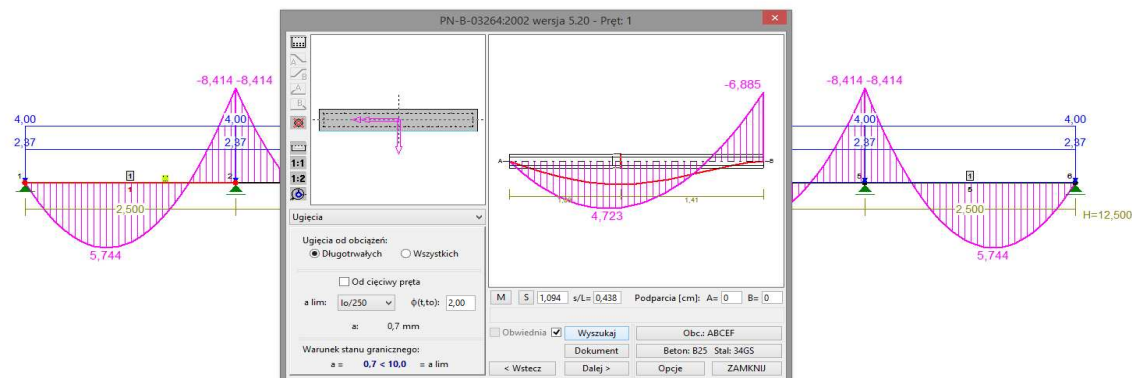 PN-B-03264:2002 wersja 5.20 - Pręt: 1
-8,414 -8,414
4,00 4,00
2,37 2,37
1 1 2
1
2,500
5,744
A
B
A
B
1:1
1:2
Ugięcia
Ugięcia od obciążeń:
Długotrwałych Wszystkich
Od cięciwy pręta
a lim: lo/250 ϕ(t,to): 2,00
a: 0,7 mm
Warunek stanu granicznego:
a = 0,7 < 10,0 = a lim
-6,885
A B
1,41
4,723
M S 1,094 s/L= 0,438 Podparcia [cm]: A= 0 B= 0
Obwiednia Wyszukaj Obc.: ABCEF
Dokument Beton: B25 Stal: 34GS
< Wstecz Dalej > Opcje ZAMKNIJ
-8,414 -8,414
4,00 4,00
2,37 2,37
5 1 6
5
2,500 H=12,500
5,744